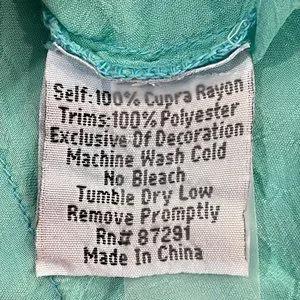 Self:100% Cupra Rayon
Trims:100% Polyester
Exclusive Of Decoration
Machine Wash Cold
No Bleach
Tumble Dry Low
Remove Promptly
Rn# 87291
Made In China